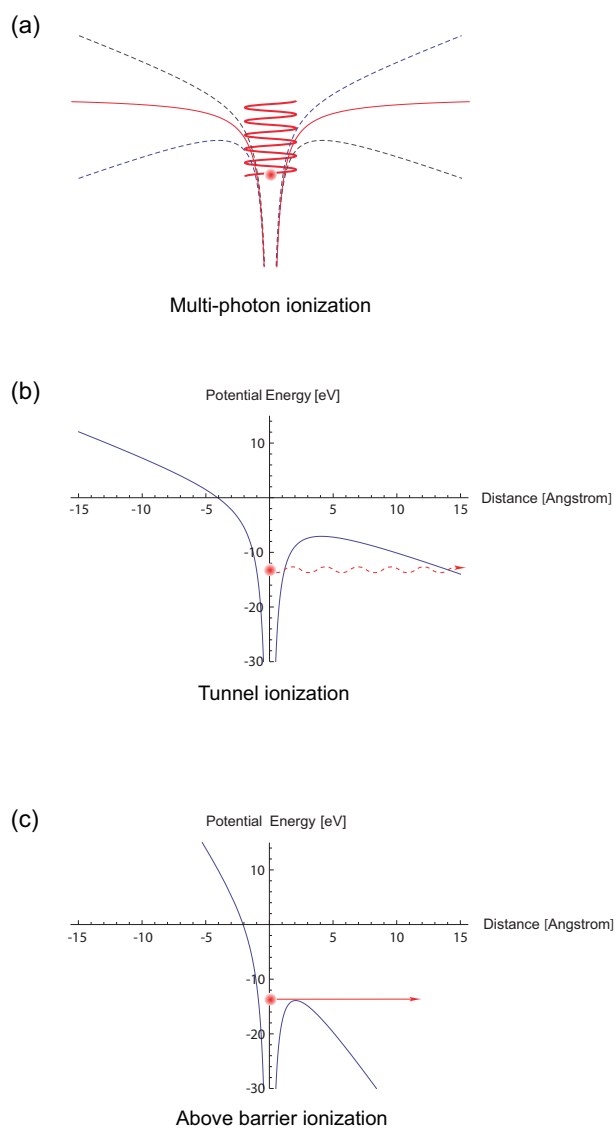 (a)
Multi-photon ionization
(b)
Potential Energy [eV]
10
Distance [Angstrom]
-15 -10 -5 5 10 15
-10
-20
-30
Tunnel ionization
(c)
Potential Energy [eV]
10
Distance [Angstrom]
-15 -10 -5 5 10 15
-10
-20
-30
Above barrier ionization